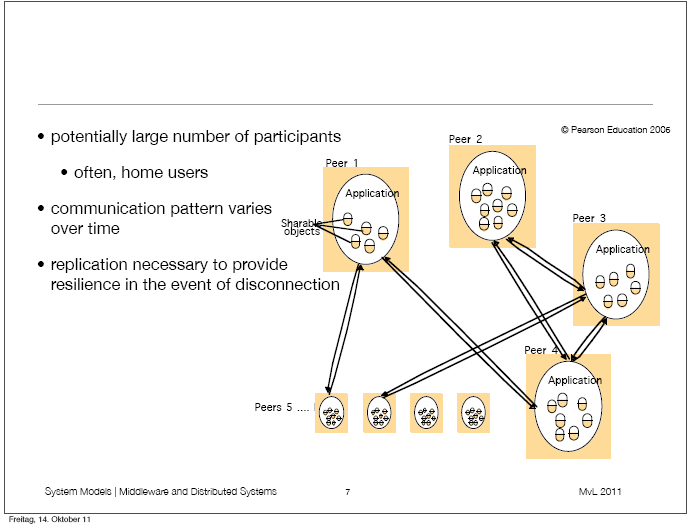 • potentially large number of participants
• often, home users
• communication pattern varies
over time
• replication necessary to provide
resilience in the event of disconnection
© Pearson Education 2006
Peer 1
Application
Sharable
objects
Peer 2
Application
Peer 3
Application
Peer 4
Application
Peers 5 ....
System Models | Middleware and Distributed Systems
7
MvL 2011
Freitag, 14. Oktober 11